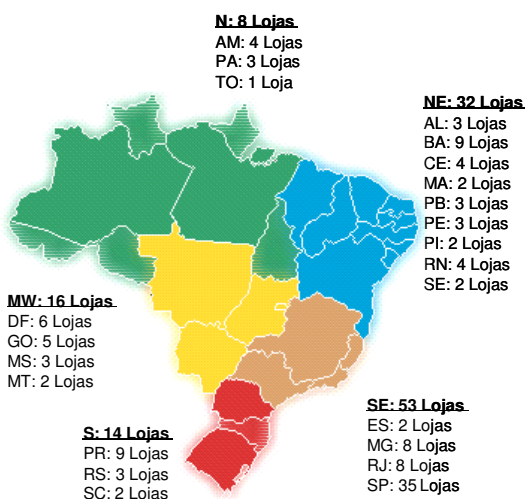 N: 8 Lojas
AM: 4 Lojas
PA: 3 Lojas
TO: 1 Loja
NE: 32 Lojas
AL: 3 Lojas
BA: 9 Lojas
CE: 4 Lojas
MA: 2 Lojas
PB: 3 Lojas
PE: 3 Lojas
PI: 2 Lojas
RN: 4 Lojas
SE: 2 Lojas
MW: 16 Lojas
DF: 6 Lojas
GO: 5 Lojas
MS: 3 Lojas
MT: 2 Lojas
SE: 53 Lojas
ES: 2 Lojas
MG: 8 Lojas
RJ: 8 Lojas
SP: 35 Lojas
S: 14 Lojas
PR: 9 Lojas
RS: 3 Lojas
SC: 2 Lojas